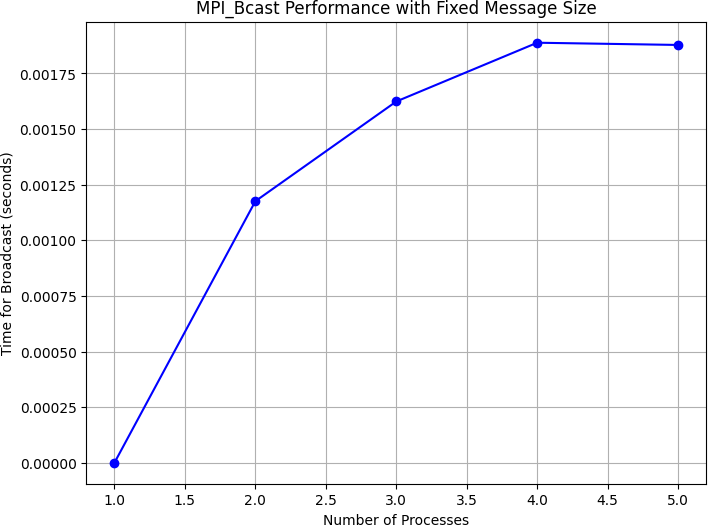 MPI_Bcast Performance with Fixed Message Size
Time for Broadcast (seconds)
0.00175
0.00150
0.00125
0.00100
0.00075
0.00050
0.00025
0.00000
1.0 1.5 2.0 2.5 3.0 3.5 4.0 4.5 5.0
Number of Processes